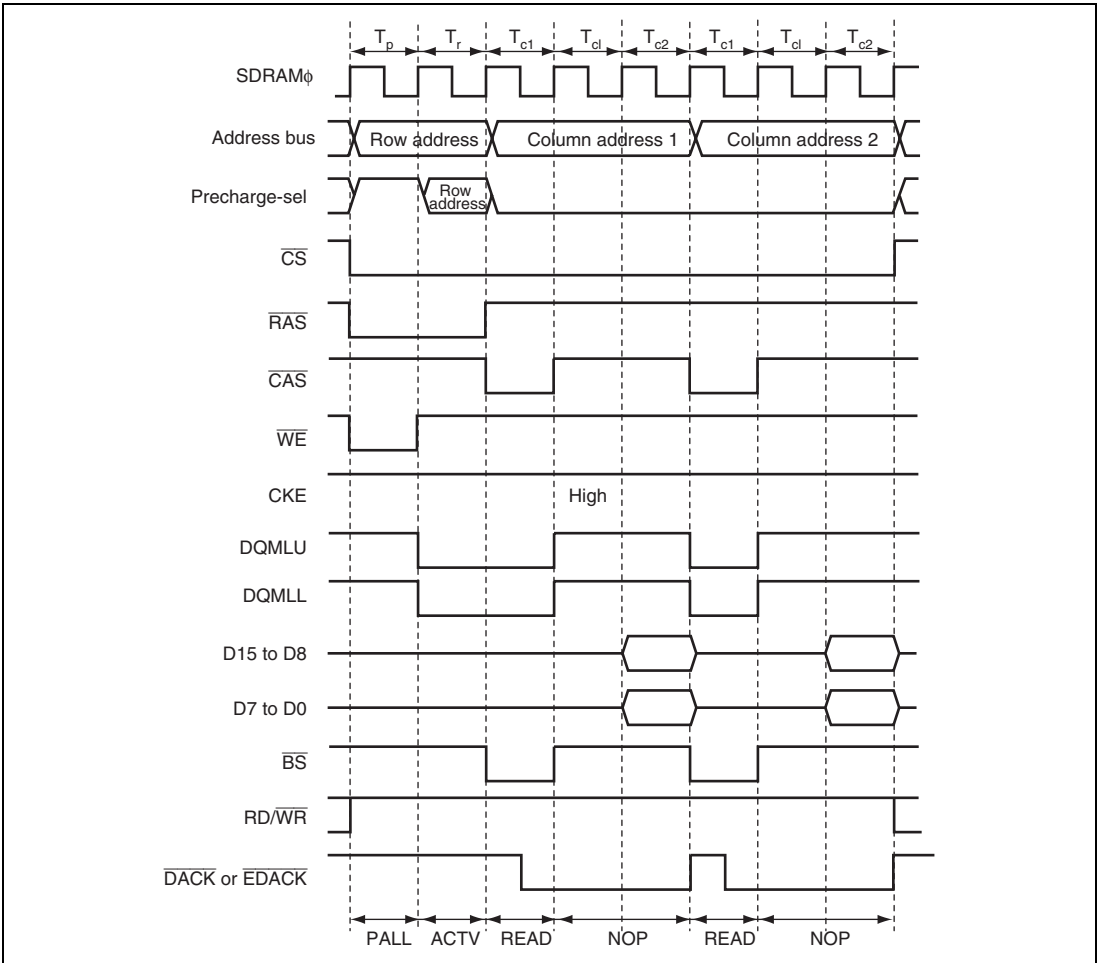 Tp Tr Tc1 Tcl Tc2 Tc1 Tcl Tc2
SDRAMϕ
Address bus Row address Column address 1 Column address 2
Precharge-sel Row address
CS
RAS
CAS
WE
CKE High
DQMLU
DQMLL
D15 to D8
D7 to D0
BS
RD/WR
DACK or EDACK
PALL ACTV READ NOP READ NOP